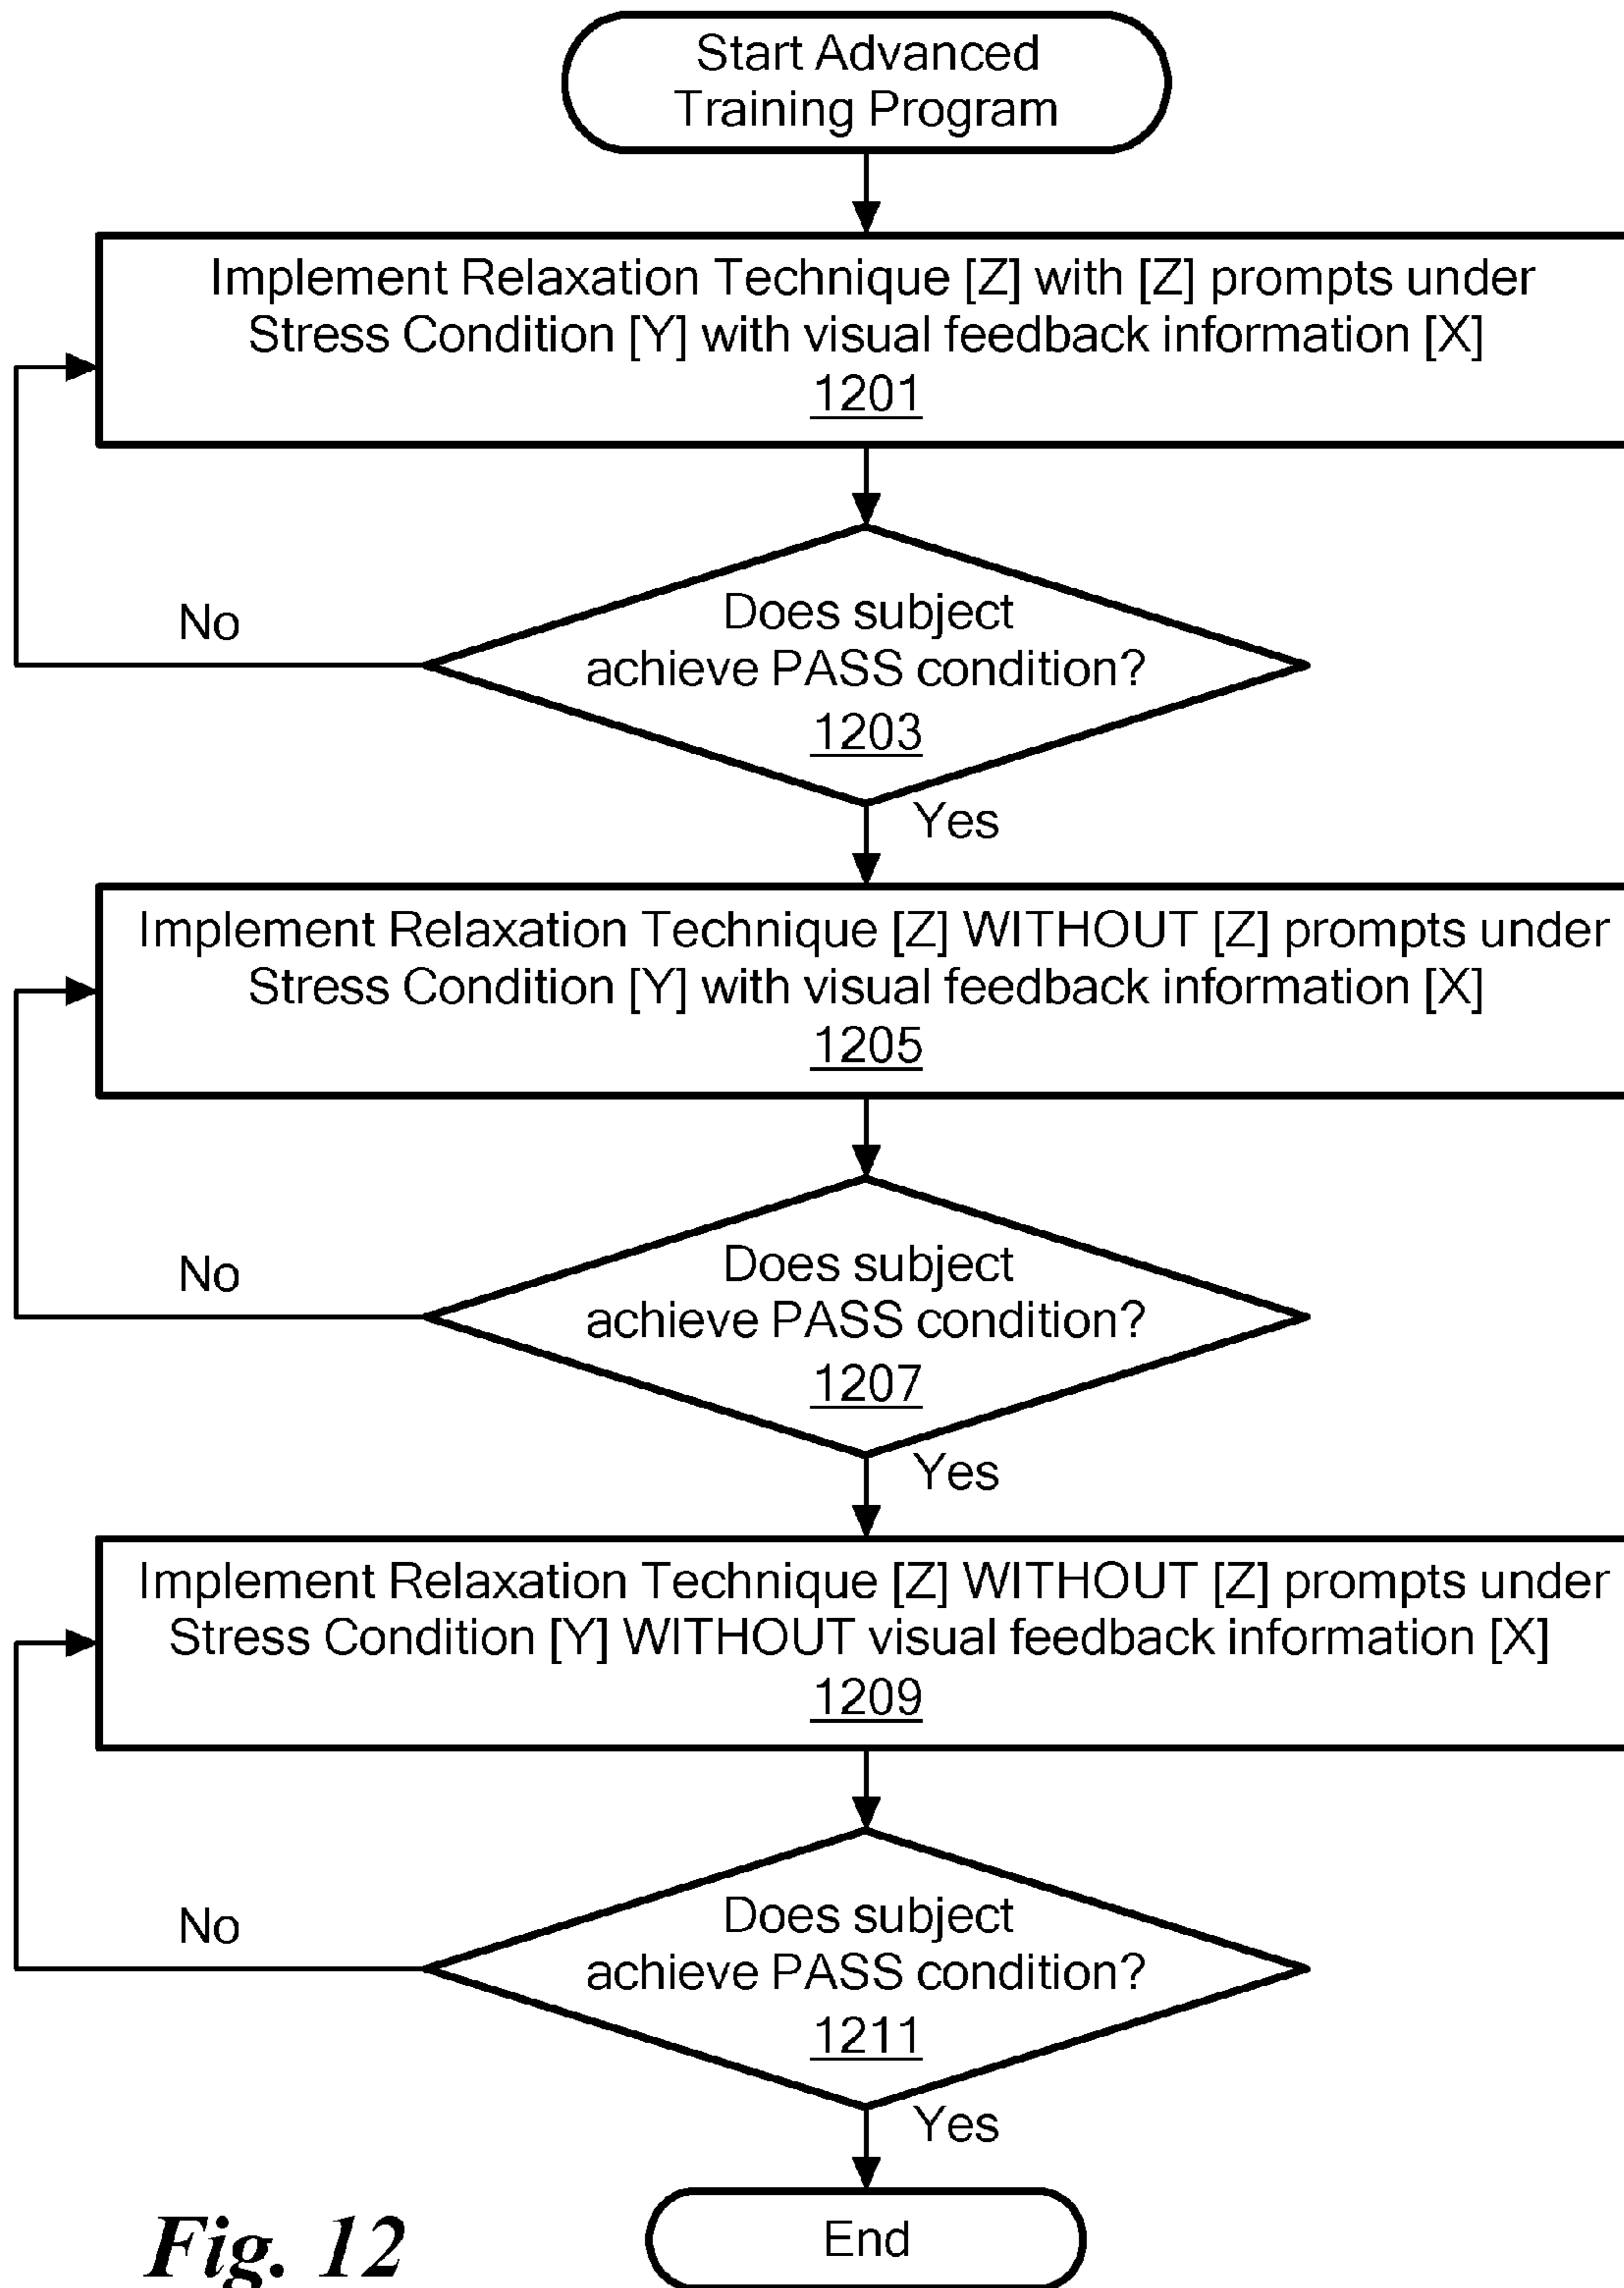 Start Advanced
Training Program
Implement Relaxation Technique [Z] with [Z] prompts under
Stress Condition [Y] with visual feedback information [X]
1201
Does subject
achieve PASS condition?
1203
No
Yes
Implement Relaxation Technique [Z] WITHOUT [Z] prompts under
Stress Condition [Y] with visual feedback information [X]
1205
Does subject
achieve PASS condition?
1207
No
Yes
Implement Relaxation Technique [Z] WITHOUT [Z] prompts under
Stress Condition [Y] WITHOUT visual feedback information [X]
1209
Does subject
achieve PASS condition?
1211
No
Yes
End
Fig. 12